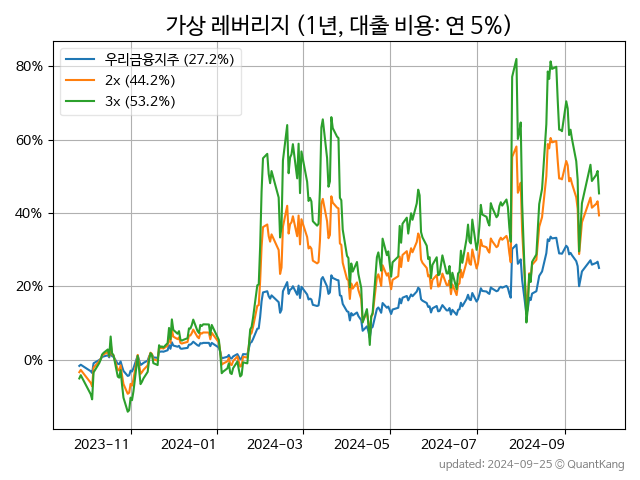 가상 레버리지 (1년, 대출 비용: 연 5%)
우리금융지주 (27.2%)
2x (44.2%)
3x (53.2%)
80%
60%
40%
20%
0%
2023-11 2024-01 2024-03 2024-05 2024-07 2024-09
updated: 2024-09-25 © QuantKang